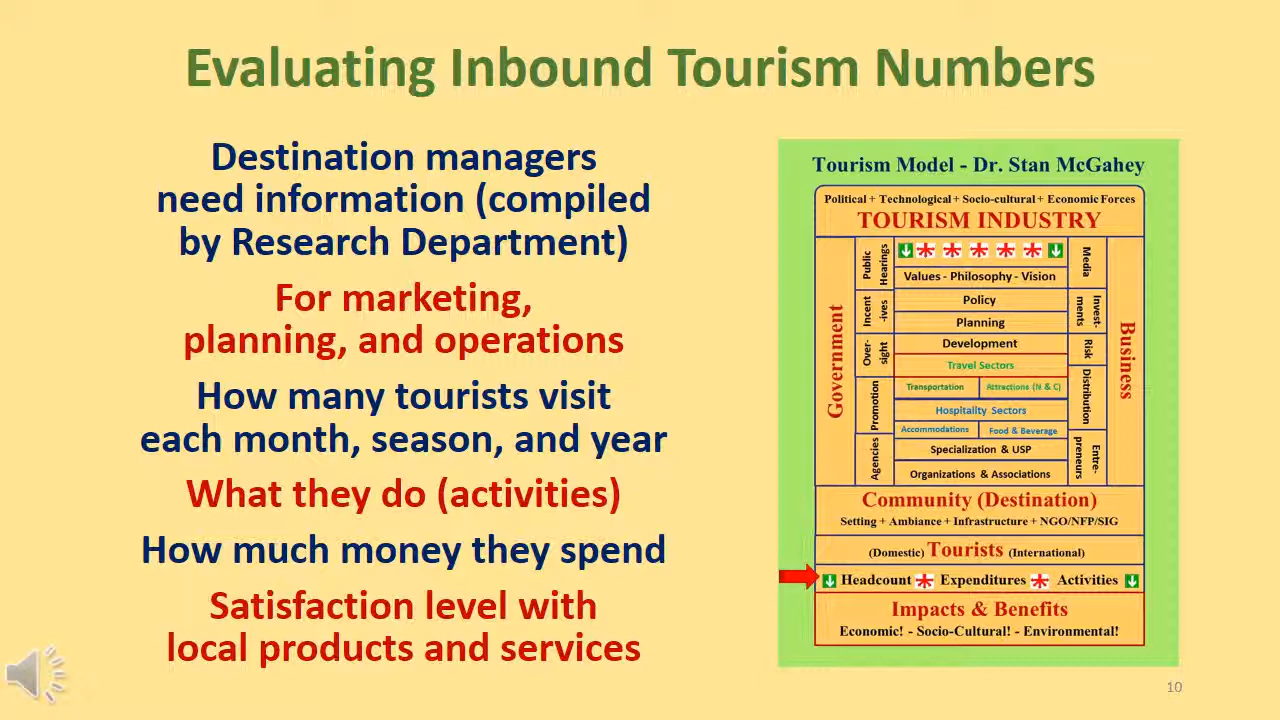 Evaluating Inbound Tourism Numbers
Destination managers
need information (compiled
by Research Department)
For marketing,
planning, and operations
How many tourists visit
each month, season, and year
What they do (activities)
How much money they spend
Satisfaction level with
local products and services
Tourism Model - Dr. Stan McGahey
Political + Technological + Socio-cultural + Economic Forces
TOURISM INDUSTRY
Government
Public
Hearings
Incent
-ives
Over-
sight
Promotion
Agencies
Values - Philosophy - Vision
Policy
Planning
Development
Travel Sectors
Transportation
Attractions (N & C)
Hospitality Sectors
Accommodations
Food & Beverage
Specialization & USP
Organizations & Associations
Media
Invest-
ments
Risk
Distribution
Entre-
preneurs
Business
Community (Destination)
Setting + Ambiance + Infrastructure + NGO/NFP/SIG
(Domestic) Tourists (International)
Headcount Expenditures Activities
Impacts & Benefits
Economic! - Socio-Cultural! - Environmental!
10